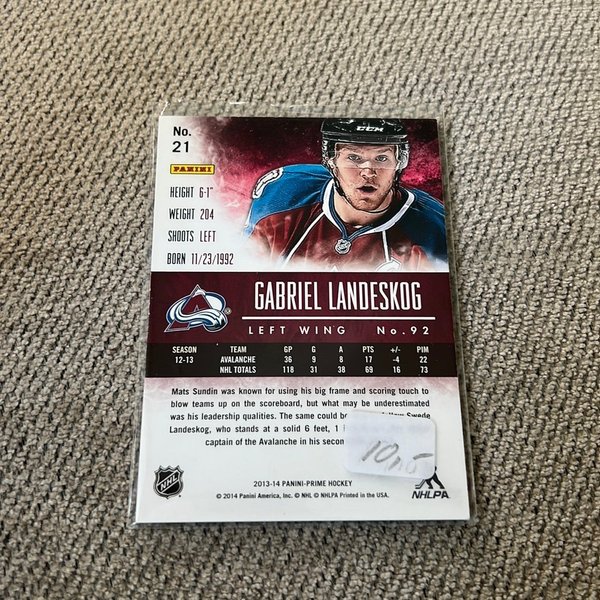 No.
21
PANINI
CCM
HEIGHT 6-1"
WEIGHT 204
SHOOTS LEFT
BORN 11/23/1992
GABRIEL LANDESKOG
LEFT WING No. 92
SEASON TEAM GP G A PTS +/- PIM
12-13 AVALANCHE 36 9 8 17 -4 22
NHL TOTALS 118 31 38 69 16 73
Mats Sundin was known for using his big frame and scoring touch to
blow teams up on the scoreboard, but what may be underestimated
was his leadership qualities. The same could Swede
Landeskog, who stands at a solid 6 feet, 1
captain of the Avalanche in his second
NHL
2013-14 PANINI-PRIME HOCKEY
© 2014 Panini America, Inc. © NHL © NHLPA Printed in the USA.
NHLPA